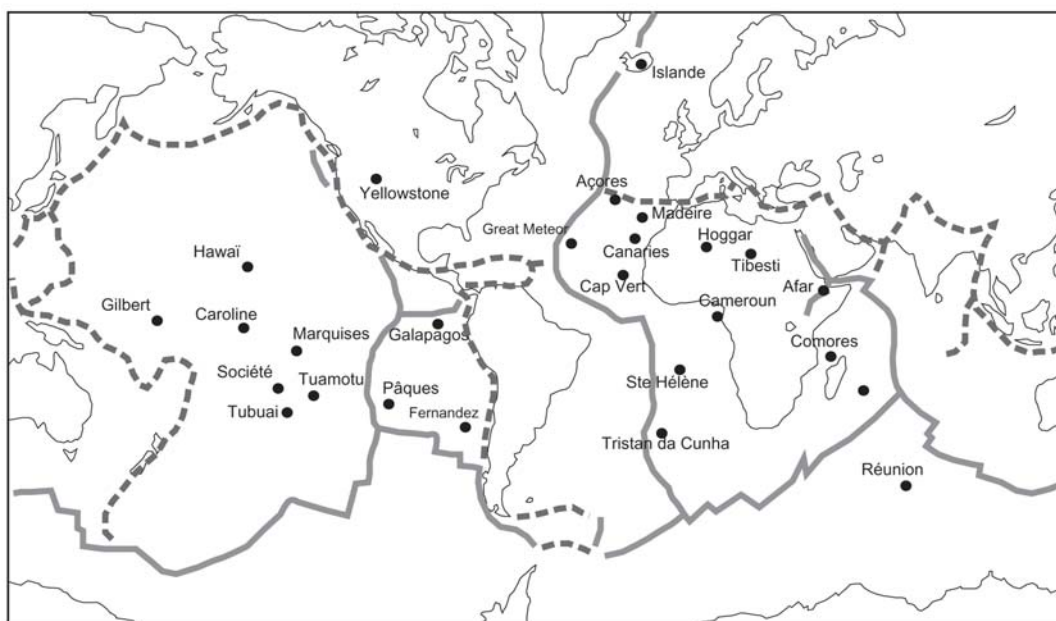 Islande
Yellowstone
Açores
Madeire
Great Meteor
Canaries
Hoggar
Tibesti
Hawaï
Cap Vert
Afar
Gilbert
Caroline
Cameroun
Galapagos
Marquises
Comores
Société
Tuamotu
Pâques
Ste Hélène
Tubuai
Fernandez
Tristan da Cunha
Réunion